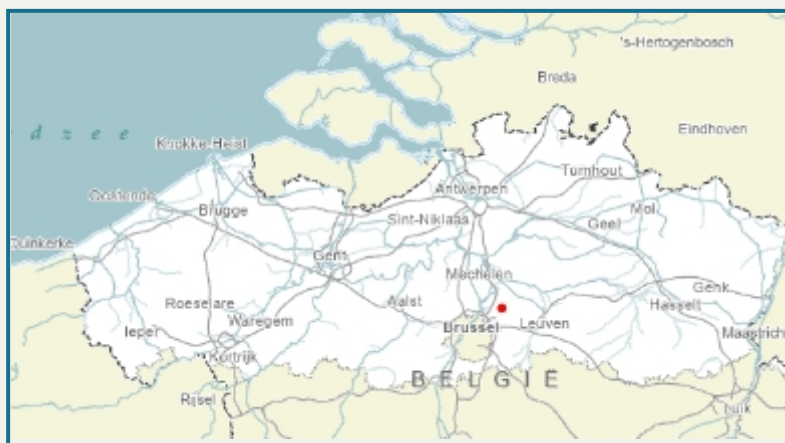 's-Hertogenbosch
Breda
Eindhoven
d z e e
Knokke-Heist
Turnhout
Oostende
Antwerpen
Brugge
Sint-Niklaas
Mol
Geel
Duinkerke
Gent
Mechelen
Genk
Roeselare
Aalst
Hasselt
Ieper
Waregem
Brussel
Leuven
Maastrich
Kortrijk
BELGIË
Rijsel
Luik